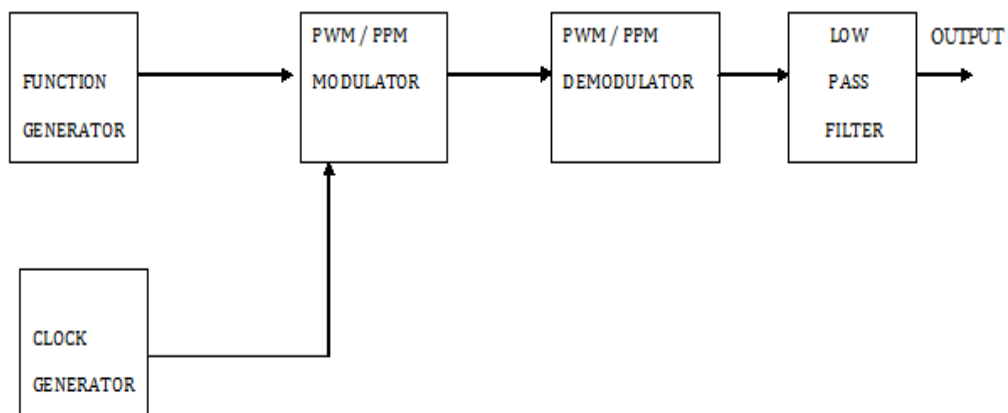 FUNCTION
GENERATOR
PWM / PPM
MODULATOR
PWM / PPM
DEMODULATOR
LOW
PASS
FILTER
OUTPUT
CLOCK
GENERATOR